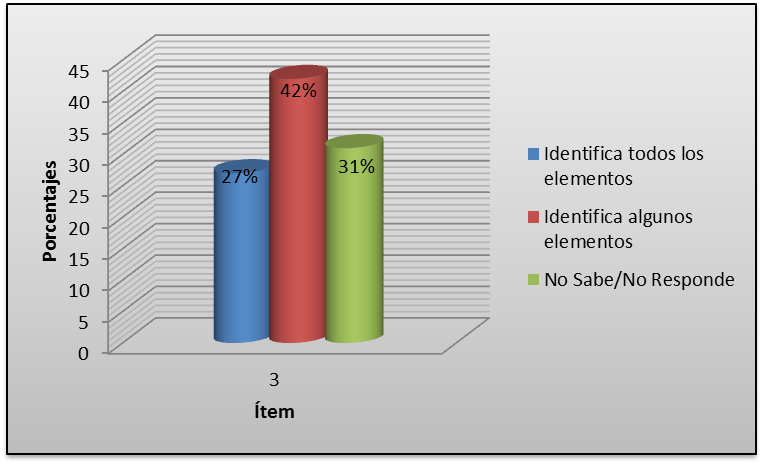 Porcentajes
45
40
35
30
25
20
15
10
5
0
27%
42%
31%
3
Ítem
Identifica todos los
elementos
Identifica algunos
elementos
No Sabe/No Responde